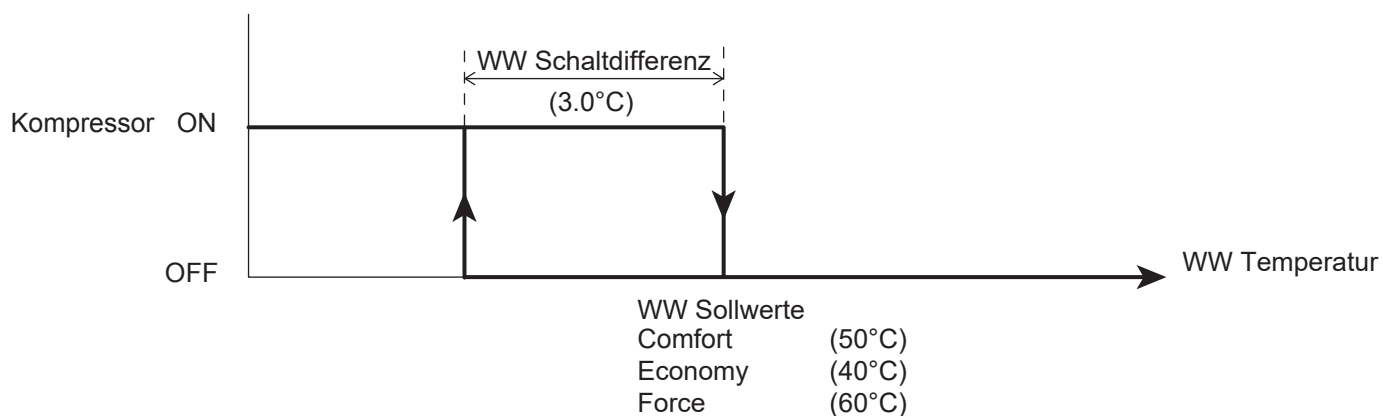 WW Schaltdifferenz
(3.0°C)
Kompressor ON
OFF
WW Temperatur
WW Sollwerte
Comfort (50°C)
Economy (40°C)
Force (60°C)